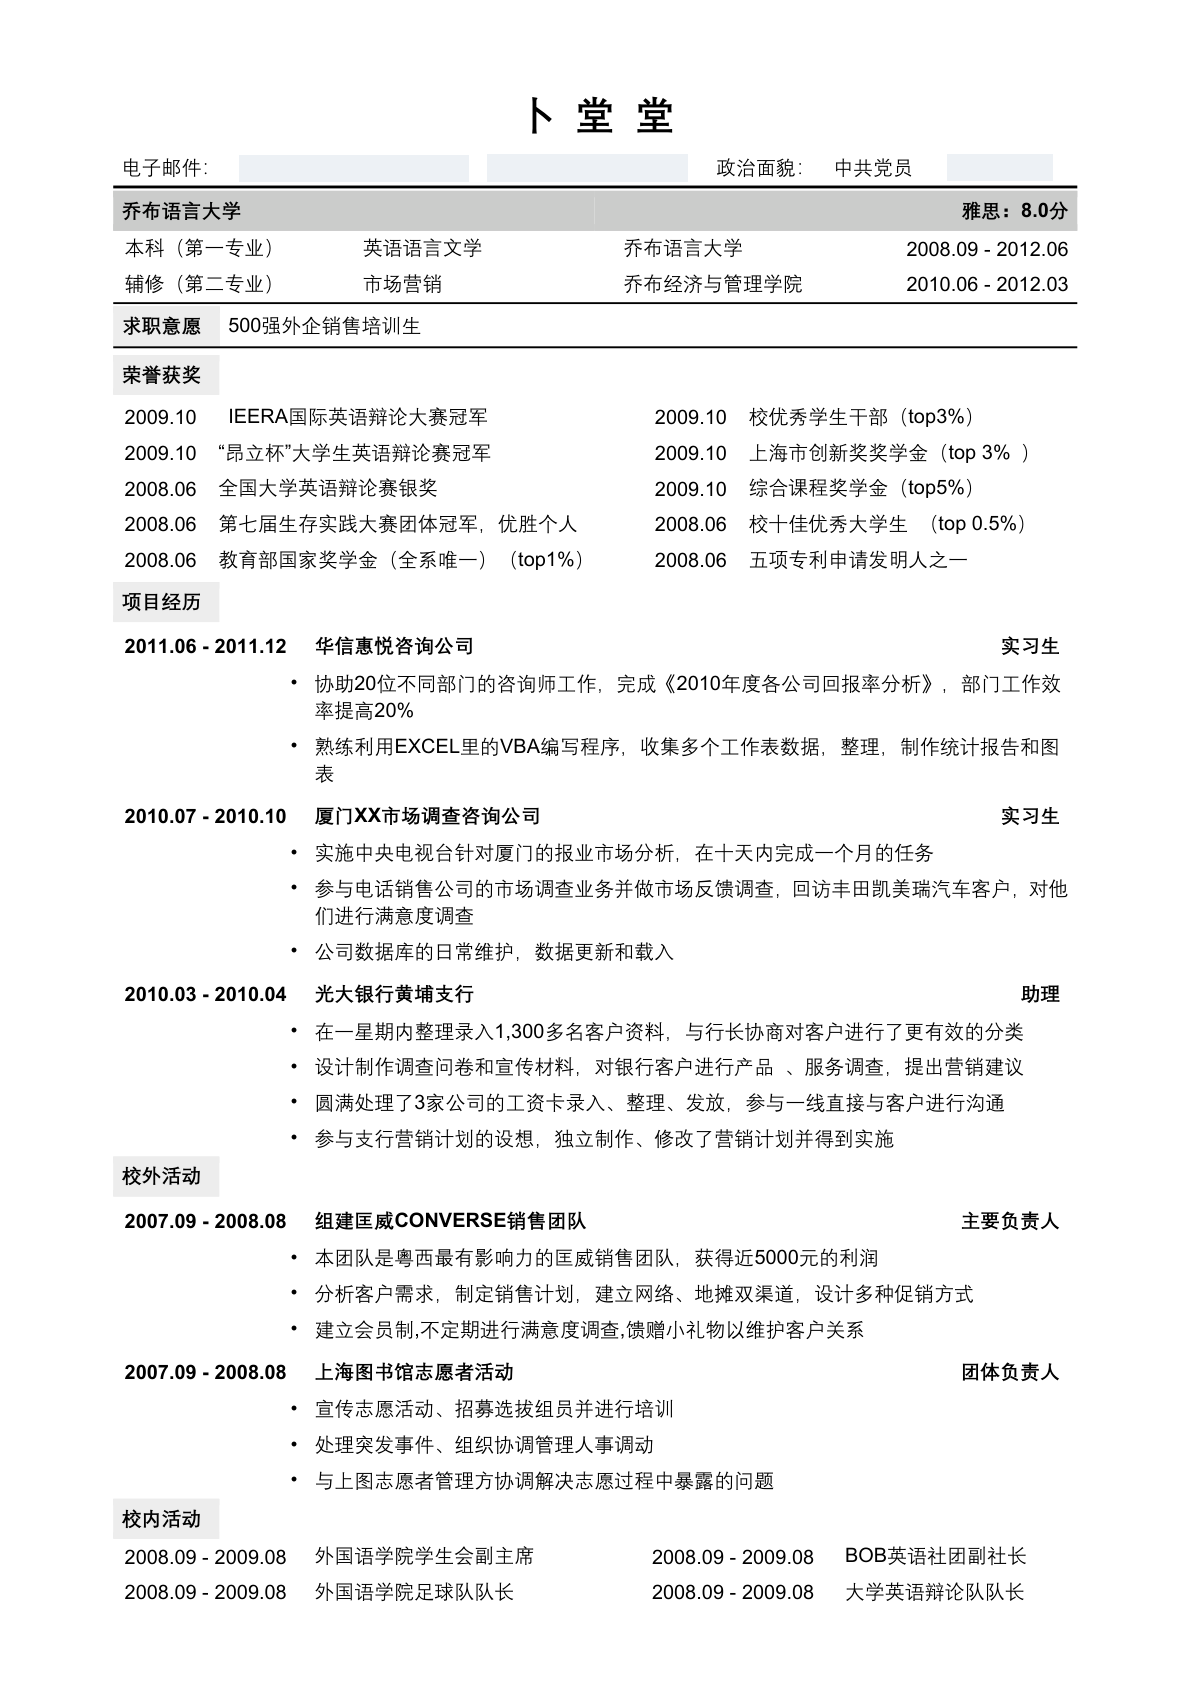 卜 堂 堂
电子邮件： 政治面貌： 中共党员
乔布语言大学 雅思：8.0分
本科（第一专业） 英语语言文学 乔布语言大学 2008.09 - 2012.06
辅修（第二专业） 市场营销 乔布经济与管理学院 2010.06 - 2012.03
求职意愿 500强外企销售培训生
荣誉获奖
2009.10 IEERA国际英语辩论大赛冠军 2009.10 校优秀学生干部（top3%）
2009.10 “昂立杯”大学生英语辩论赛冠军 2009.10 上海市创新奖奖学金（top 3% ）
2008.06 全国大学英语辩论赛银奖 2009.10 综合课程奖学金（top5%）
2008.06 第七届生存实践大赛团体冠军，优胜个人 2008.06 校十佳优秀大学生 （top 0.5%）
2008.06 教育部国家奖学金（全系唯一）（top1%） 2008.06 五项专利申请发明人之一
项目经历
2011.06 - 2011.12 华信惠悦咨询公司 实习生
• 协助20位不同部门的咨询师工作，完成《2010年度各公司回报率分析》，部门工作效
率提高20%
• 熟练利用EXCEL里的VBA编写程序，收集多个工作表数据，整理，制作统计报告和图
表
2010.07 - 2010.10 厦门XX市场调查咨询公司 实习生
• 实施中央电视台针对厦门的报业市场分析，在十天内完成一个月的任务
• 参与电话销售公司的市场调查业务并做市场反馈调查，回访丰田凯美瑞汽车客户，对他
们进行满意度调查
• 公司数据库的日常维护，数据更新和载入
2010.03 - 2010.04 光大银行黄埔支行 助理
• 在一星期内整理录入1,300多名客户资料，与行长协商对客户进行了更有效的分类
• 设计制作调查问卷和宣传材料，对银行客户进行产品 、服务调查，提出营销建议
• 圆满处理了3家公司的工资卡录入、整理、发放，参与一线直接与客户进行沟通
• 参与支行营销计划的设想，独立制作、修改了营销计划并得到实施
校外活动
2007.09 - 2008.08 组建匡威CONVERSE销售团队 主要负责人
• 本团队是粤西最有影响力的匡威销售团队，获得近5000元的利润
• 分析客户需求，制定销售计划，建立网络、地摊双渠道，设计多种促销方式
• 建立会员制,不定期进行满意度调查,馈赠小礼物以维护客户关系
2007.09 - 2008.08 上海图书馆志愿者活动 团体负责人
• 宣传志愿活动、招募选拔组员并进行培训
• 处理突发事件、组织协调管理人事调动
• 与上图志愿者管理方协调解决志愿过程中暴露的问题
校内活动
2008.09 - 2009.08 外国语学院学生会副主席 2008.09 - 2009.08 BOB英语社团副社长
2008.09 - 2009.08 外国语学院足球队队长 2008.09 - 2009.08 大学英语辩论队队长